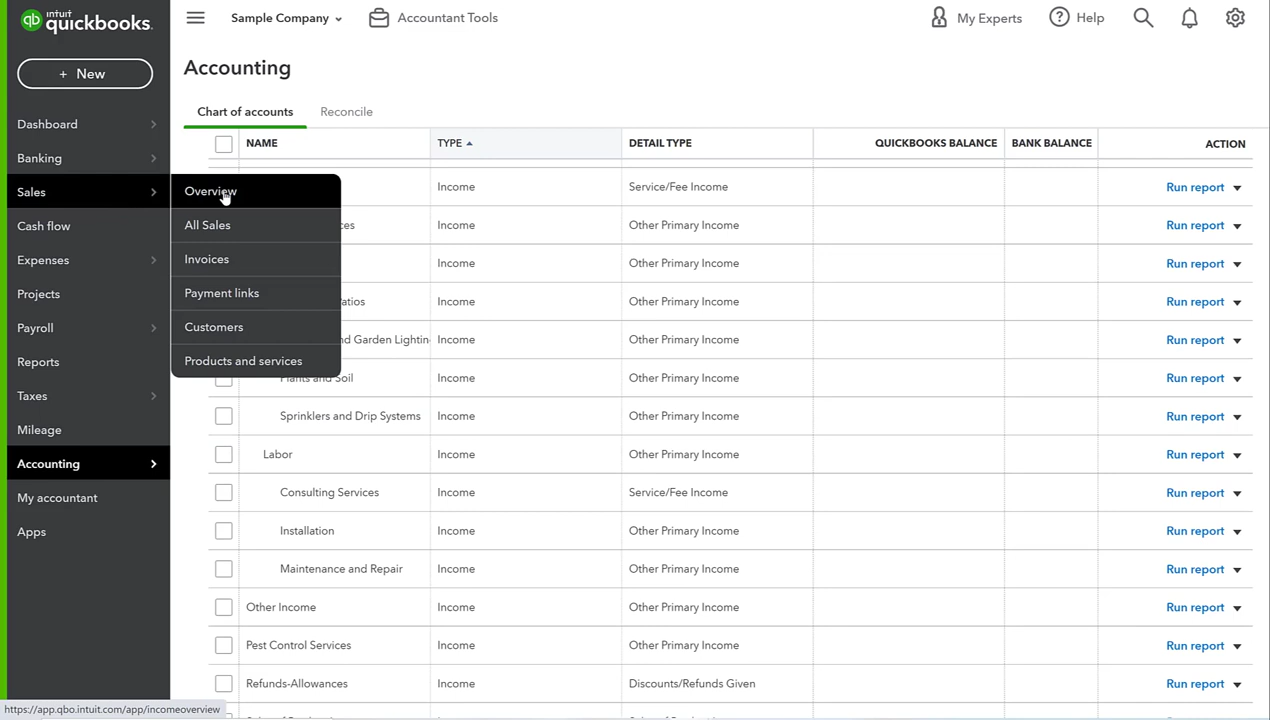 intuit
quickbooks.
Sample Company
Accountant Tools
My Experts
Help
+ New
Accounting
Chart of accounts
Reconcile
Dashboard
Banking
Sales
Cash flow
Expenses
Projects
Payroll
Reports
Taxes
Mileage
Accounting
My accountant
Apps
Overview
All Sales
Invoices
Payment links
Customers
Products and services
NAME TYPE DETAIL TYPE QUICKBOOKS BALANCE BANK BALANCE ACTION
Income Service/Fee Income Run report
Income Other Primary Income Run report
Income Other Primary Income Run report
Income Other Primary Income Run report
and Garden Income Other Primary Income Run report
Plants and Soil Income Other Primary Income Run report
Sprinklers and Drip Systems Income Other Primary Income Run report
Labor Income Other Primary Income Run report
Consulting Services Income Service/Fee Income Run report
Installation Income Other Primary Income Run report
Maintenance and Repair Income Other Primary Income Run report
Other Income Income Other Primary Income Run report
Pest Control Services Income Other Primary Income Run report
Refunds-Allowances Income Discounts/Refunds Given Run report
https://app.qbo.intuit.com/app/incomeoverview